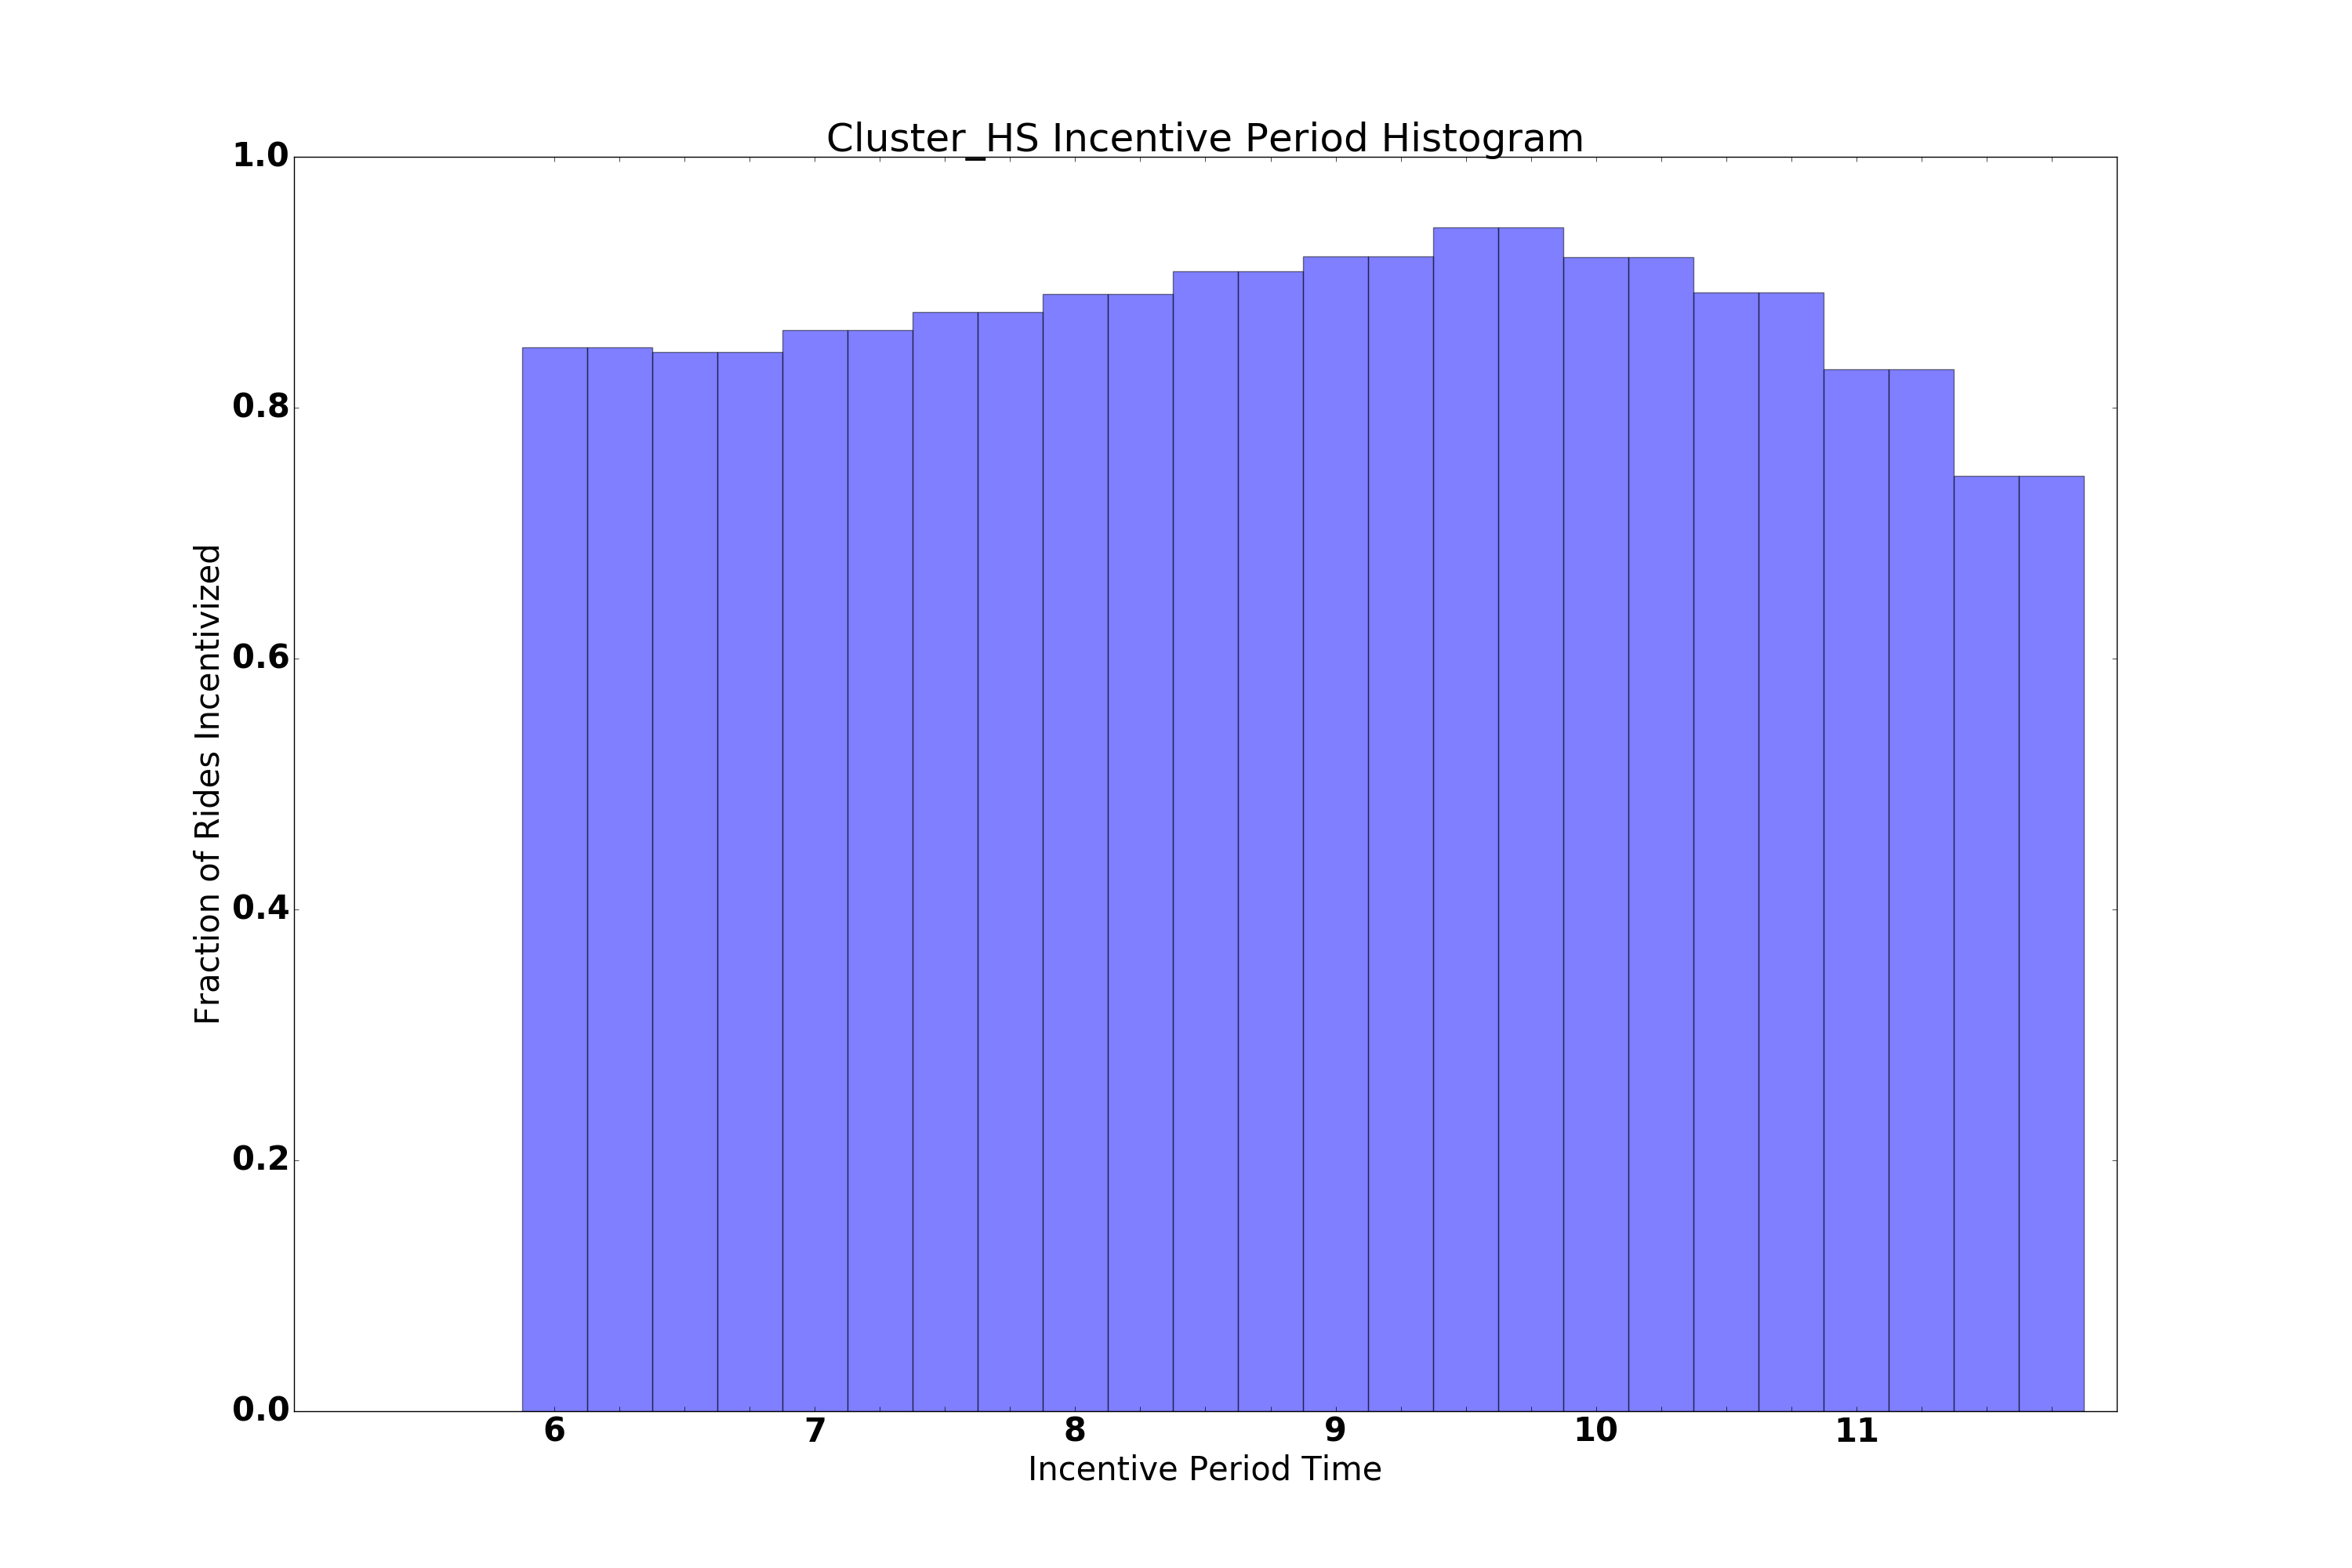 Cluster_HS Incentive Period Histogram
1.0
0.8
0.6
0.4
0.2
0.0
Fraction of Rides Incentivized
6 7 8 9 10 11
Incentive Period Time